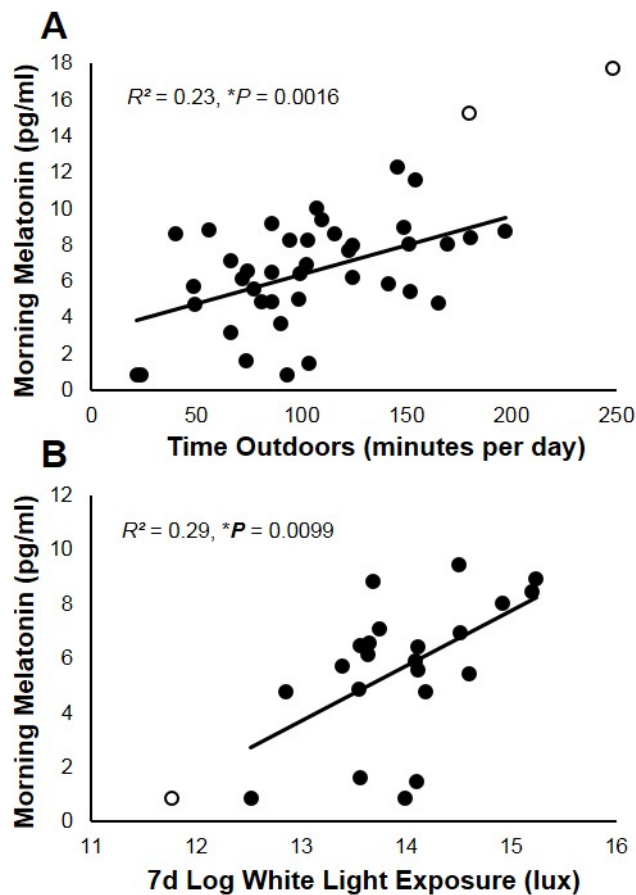 A
Morning Melatonin (pg/ml)
18
16
14
12
10
8
6
4
2
0
R² = 0.23, *P = 0.0016
0 50 100 150 200 250
Time Outdoors (minutes per day)
B
Morning Melatonin (pg/ml)
12
10
8
6
4
2
0
R² = 0.29, *P = 0.0099
11 12 13 14 15 16
7d Log White Light Exposure (lux)